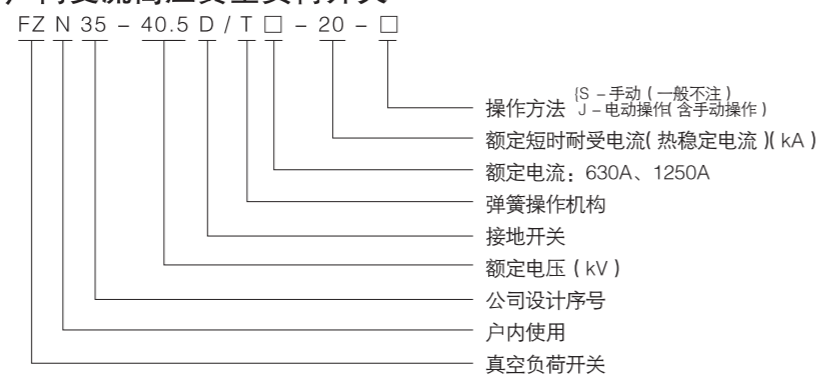 户内交流高压真空负荷开关
FZ N 35 – 40.5 D / T □ – 20 – □
操作方法 {S – 手动（一般不注）
J – 电动操作（含手动操作）
额定短时耐受电流（热稳定电流）（kA）
额定电流：630A、1250A
弹簧操作机构
接地开关
额定电压（kV）
公司设计序号
户内使用
真空负荷开关